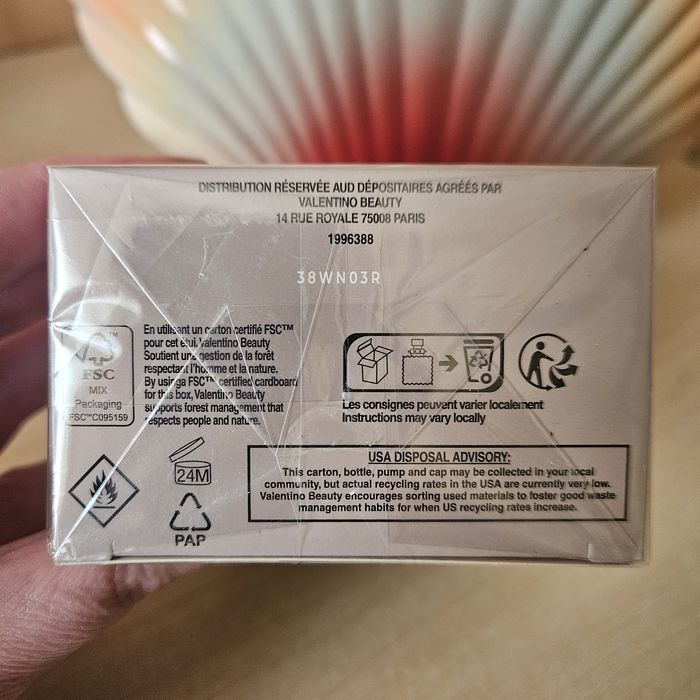 DISTRIBUTION RÉSERVÉE AUD DÉPOSITAIRES AGRÉÉS PAR
VALENTINO BEAUTY
14 RUE ROYALE 75008 PARIS
1996388
38WN03R
En utilisant un carton certifié FSC™
pour cet étui, Valentino Beauty
Soutient une gestion de la forêt
respectant l'homme et la nature.
By using a FSC™ certified cardboard
for this box, Valentino Beauty
supports forest management that
respects people and nature.
™
FSC
MIX
Packaging
FSC™C095159
Les consignes peuvent varier localement
Instructions may vary locally
24M
PAP
USA DISPOSAL ADVISORY:
This carton, bottle, pump and cap may be collected in your local
community, but actual recycling rates in the USA are currently very low.
Valentino Beauty encourages sorting used materials to foster good waste
management habits for when US recycling rates increase.